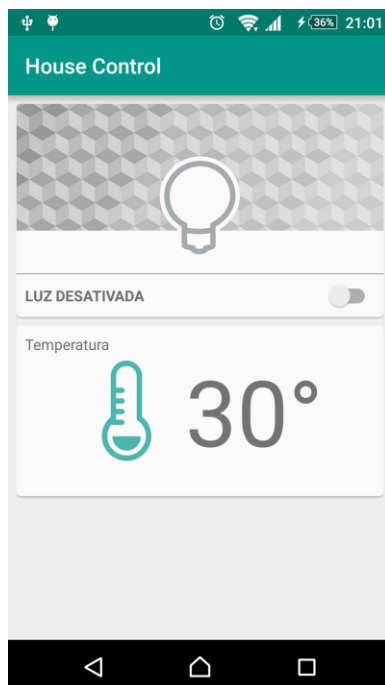 36% 21:01
House Control
LUZ DESATIVADA
Temperatura
30°